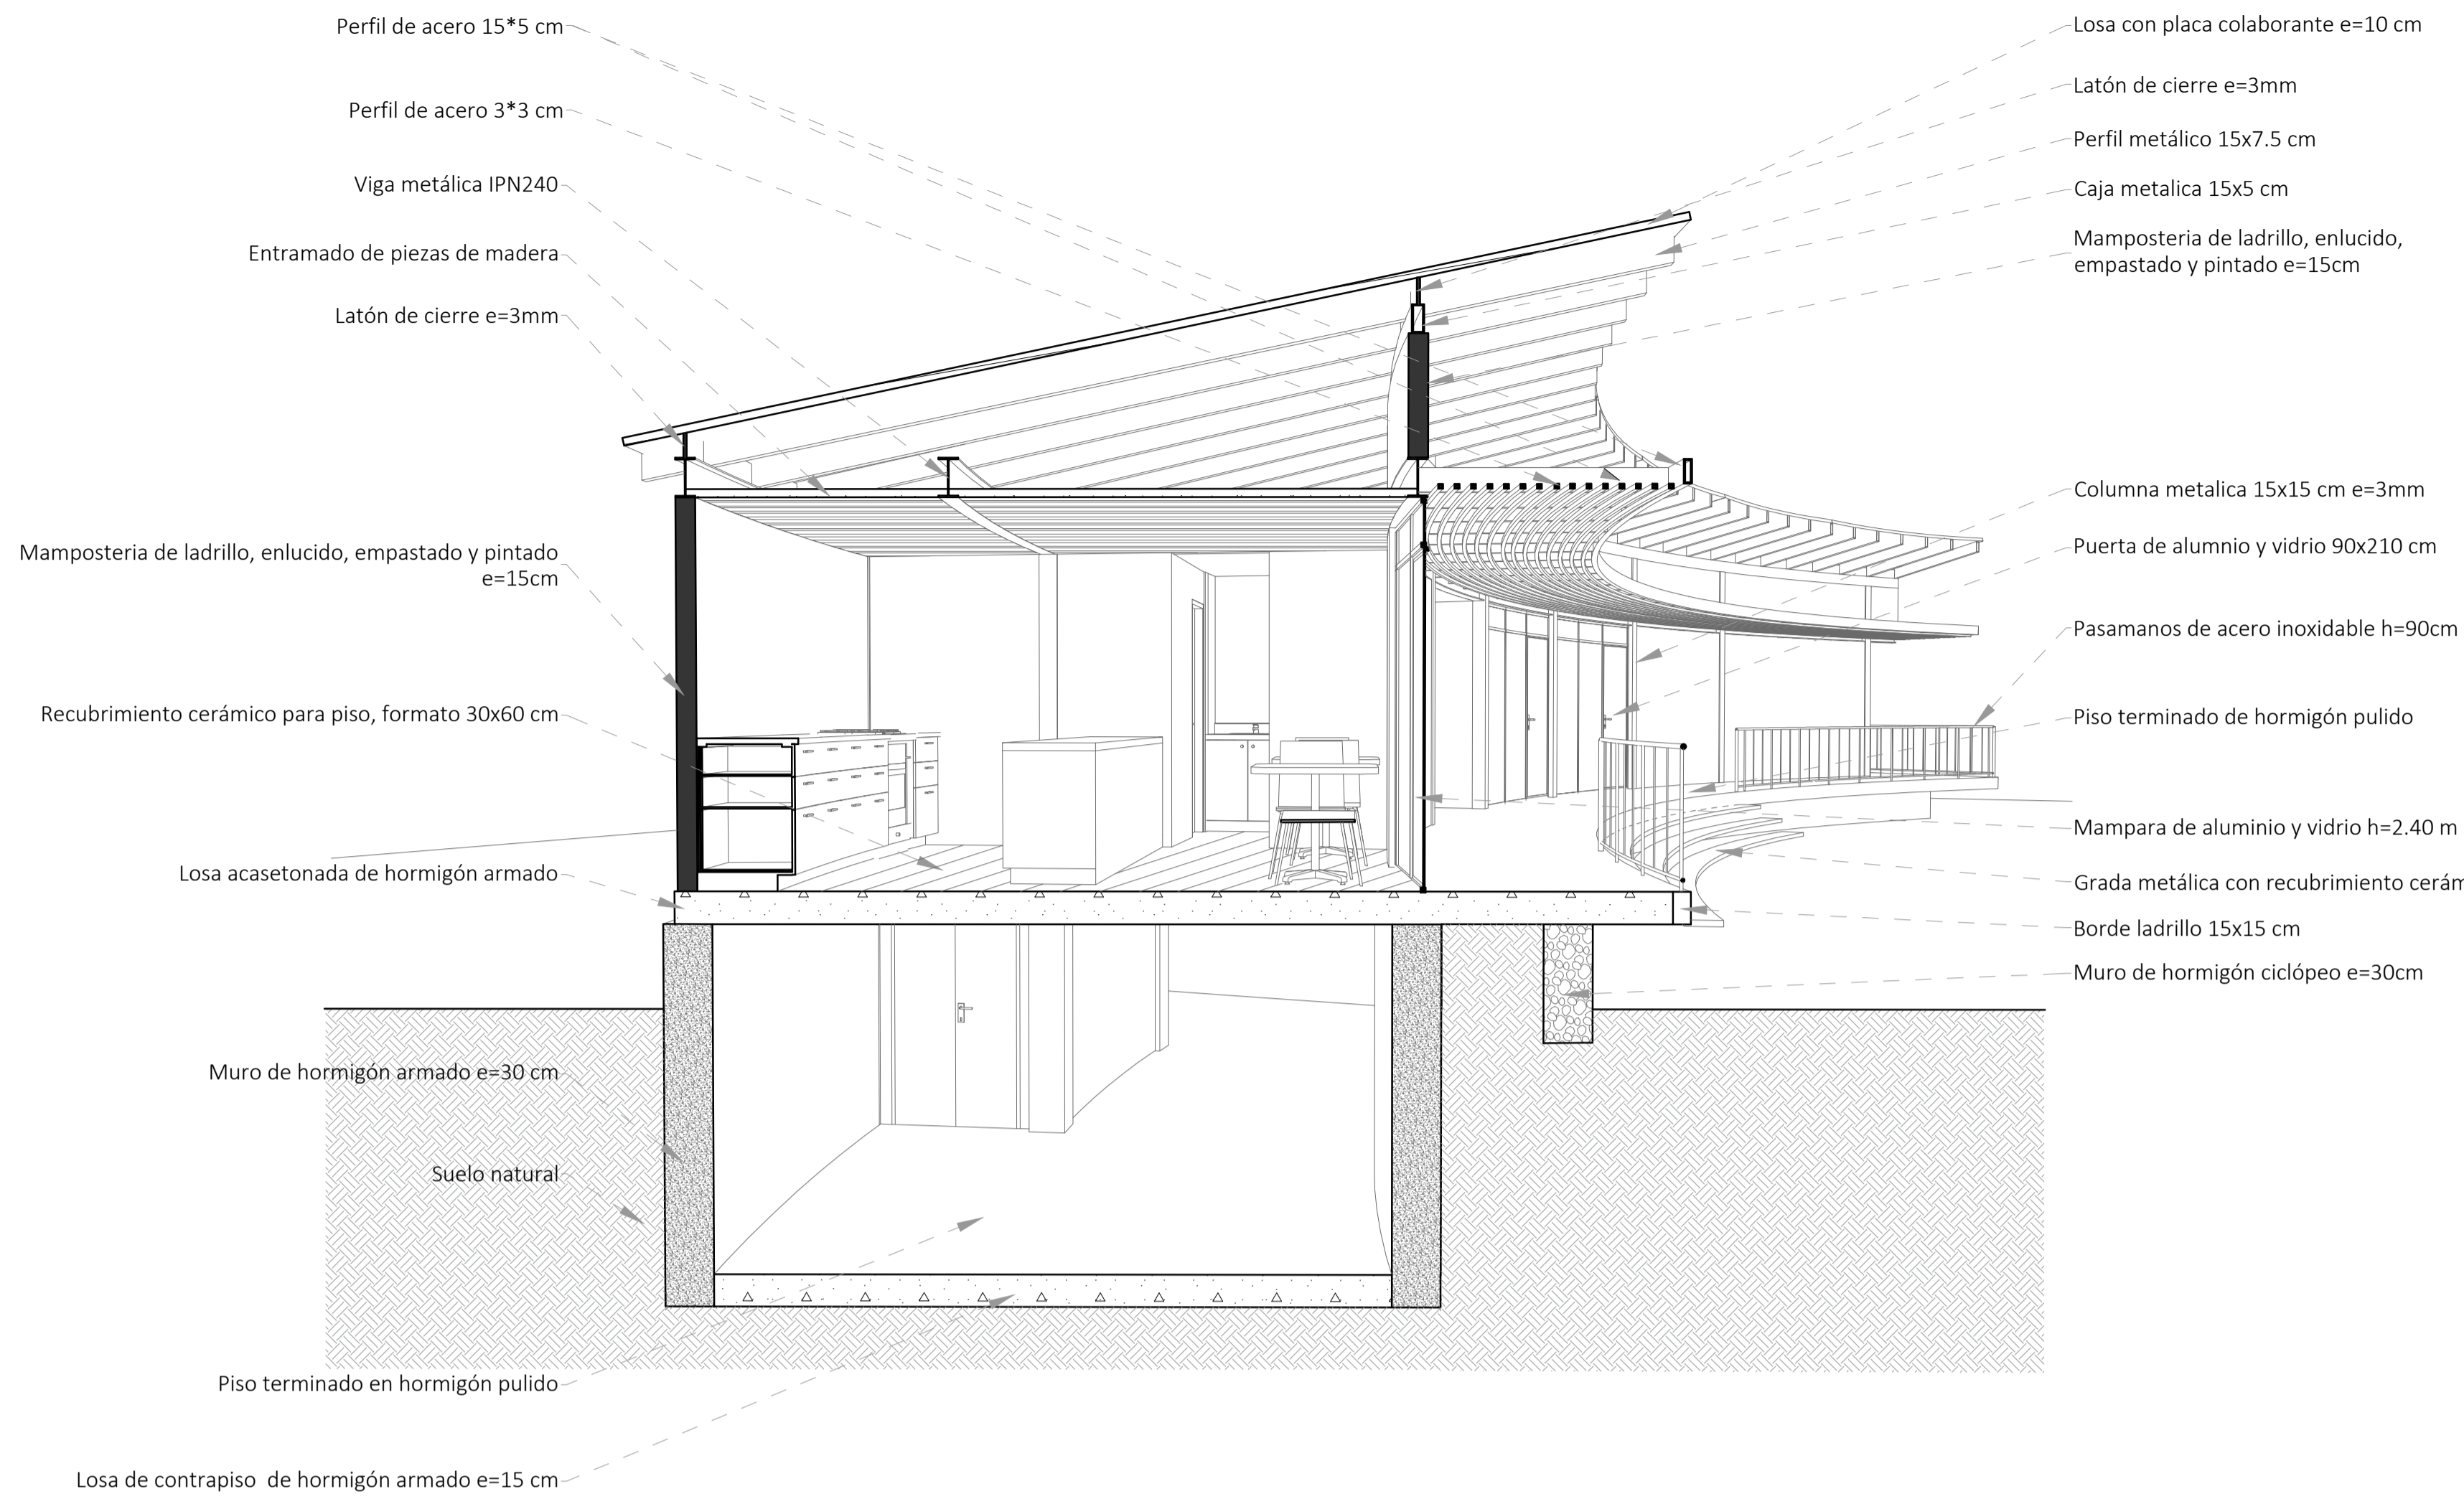 Perfil de acero 15*5 cm
Perfil de acero 3*3 cm
Viga metálica IPN240
Entramado de piezas de madera
Latón de cierre e=3mm
Mamposteria de ladrillo, enlucido, empastado y pintado
e=15cm
Recubrimiento cerámico para piso, formato 30x60 cm
Losa acasetonada de hormigón armado
Muro de hormigón armado e=30 cm
Suelo natural
Piso terminado en hormigón pulido
Losa de contrapiso  de hormigón armado e=15 cm
Losa con placa colaborante e=10 cm
Latón de cierre e=3mm
Perfil metálico 15x7.5 cm
Caja metalica 15x5 cm
Mamposteria de ladrillo, enlucido,
empastado y pintado e=15cm
Columna metalica 15x15 cm e=3mm
Puerta de alumnio y vidrio 90x210 cm
Pasamanos de acero inoxidable h=90cm
Piso terminado de hormigón pulido
Mampara de aluminio y vidrio h=2.40 m
Grada metálica con recubrimiento cerám
Borde ladrillo 15x15 cm
Muro de hormigón ciclópeo e=30cm